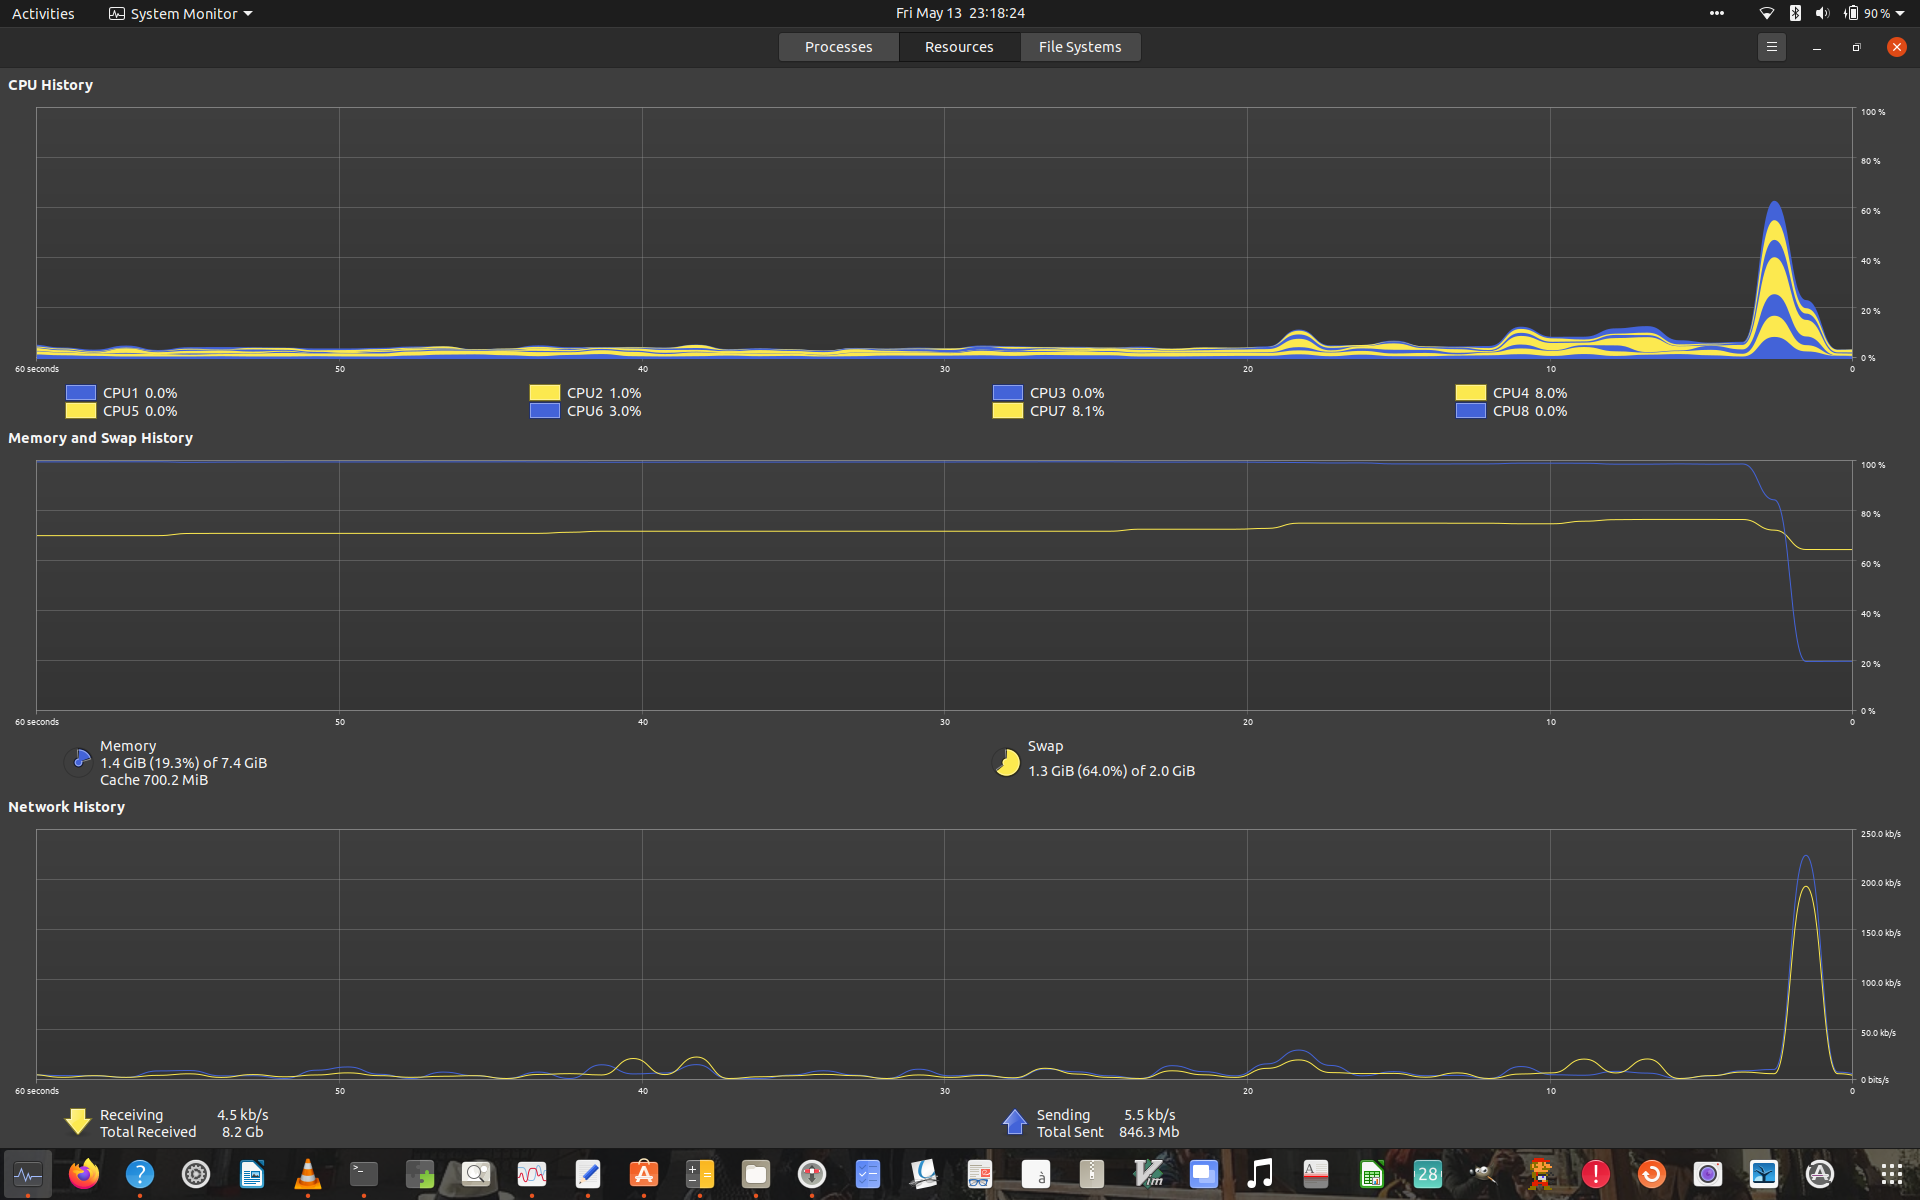 Activities System Monitor Fri May 13 23:18:24 90 %
Processes Resources File Systems
CPU History
100 %
80 %
60 %
40 %
20 %
0 %
60 seconds 50 40 30 20 10 0
CPU1 0.0% CPU2 1.0% CPU3 0.0% CPU4 8.0%
CPU5 0.0% CPU6 3.0% CPU7 8.1% CPU8 0.0%
Memory and Swap History
100 %
80 %
60 %
40 %
20 %
0 %
60 seconds 50 40 30 20 10 0
Memory Swap
1.4 GiB (19.3%) of 7.4 GiB 1.3 GiB (64.0%) of 2.0 GiB
Cache 700.2 MiB
Network History
250.0 kb/s
200.0 kb/s
150.0 kb/s
100.0 kb/s
50.0 kb/s
0 bits/s
60 seconds 50 40 30 20 10 0
Receiving 4.5 kb/s Sending 5.5 kb/s
Total Received 8.2 Gb Total Sent 846.3 Mb
? >_ à Vim A 28 !